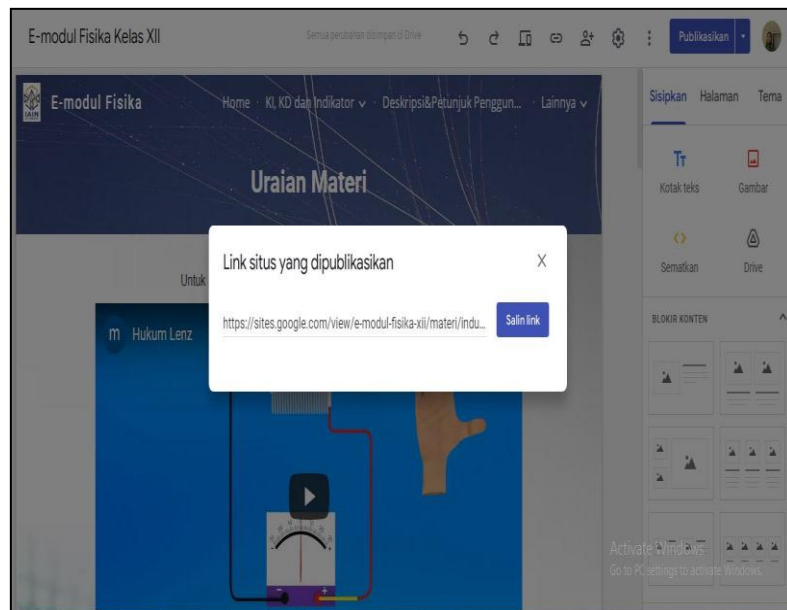 E-modul Fisika Kelas XII
Semua perubahan disimpan di Drive
Publikasikan
IAIN
E-modul Fisika
Home · KI, KD dan Indikator · Deskripsi&Petunjuk Penggun... · Lainnya
Uraian Materi
Sisipkan Halaman Tema
Kotak teks Gambar
Sematkan Drive
BLOKIR KONTEN
Link situs yang dipublikasikan X
https://sites.google.com/view/e-modul-fisika-xii/materi/indu...
Salin link
Untuk
m Hukum Lenz
- +
Activate Windows
Go to PC settings to activate Windows.